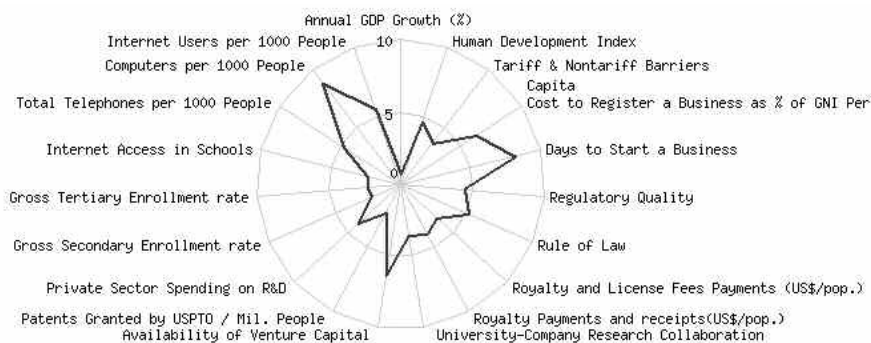 Annual GDP Growth (%)
10
Internet Users per 1000 People
Human Development Index
Computers per 1000 People
Tariff & Nontariff Barriers
Capita
Total Telephones per 1000 People
Cost to Register a Business as % of GNI Per
5
Internet Access in Schools
Days to Start a Business
0
Gross Tertiary Enrollment rate
Regulatory Quality
Gross Secondary Enrollment rate
Rule of Law
Private Sector Spending on R&D
Royalty and License Fees Payments (US$/pop.)
Patents Granted by USPTO / Mil. People
Royalty Payments and receipts(US$/pop.)
Availability of Venture Capital
University-Company Research Collaboration